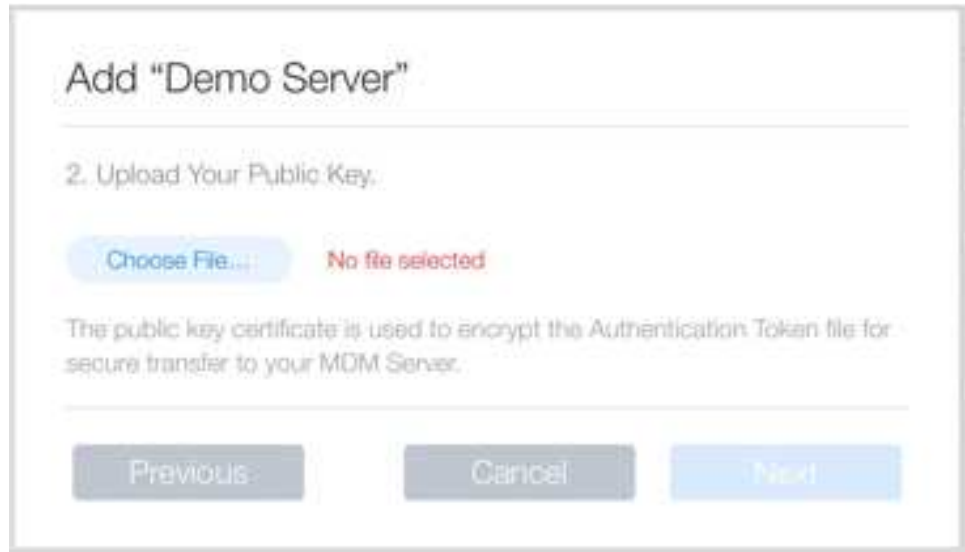 Add “Demo Server”
2. Upload Your Public Key.
Choose File... No file selected
The public key certificate is used to encrypt the Authentication Token file for
secure transfer to your MDM Server.
Previous Cancel Next